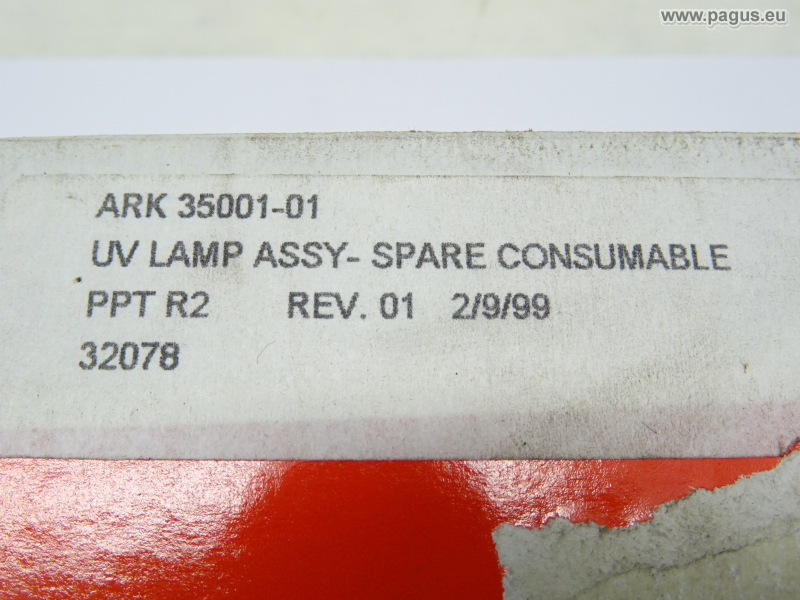 www.pagus.eu
ARK 35001-01
UV LAMP ASSY- SPARE CONSUMABLE
PPT R2 REV. 01 2/9/99
32078